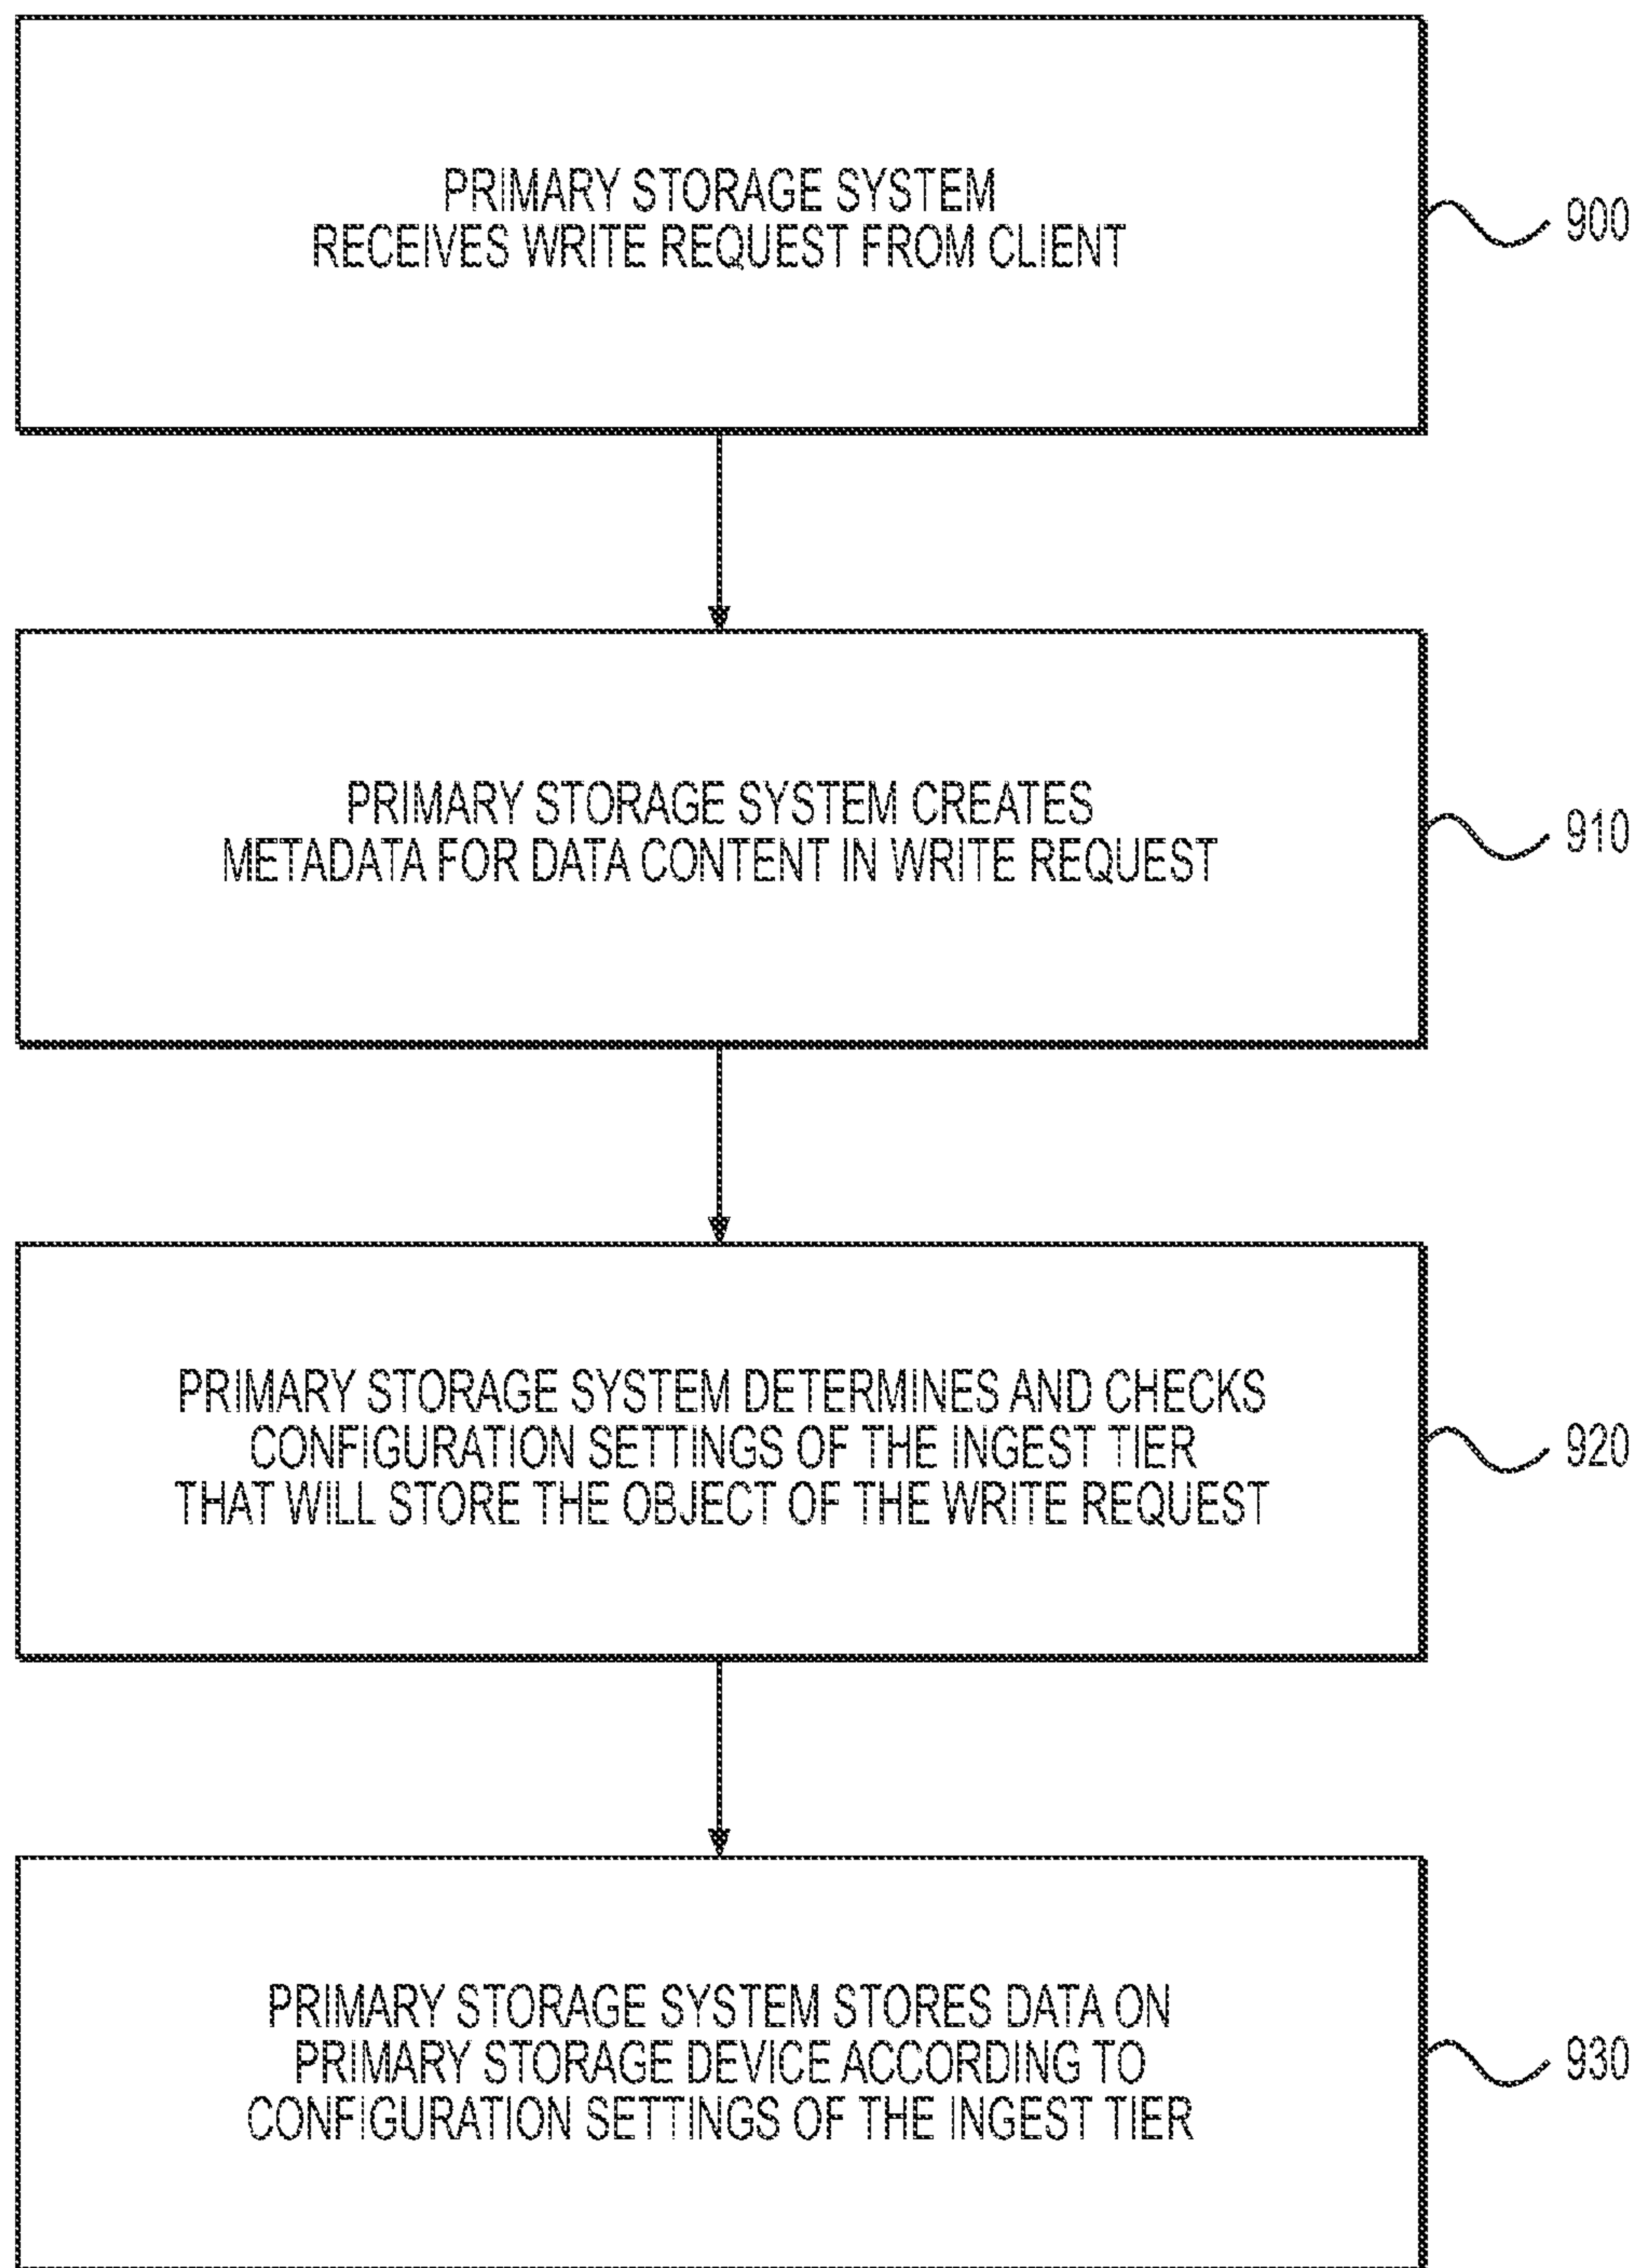 PRIMARY STORAGE SYSTEM
RECEIVES WRITE REQUEST FROM CLIENT
900
PRIMARY STORAGE SYSTEM CREATES
METADATA FOR DATA CONTENT IN WRITE REQUEST
910
PRIMARY STORAGE SYSTEM DETERMINES AND CHECKS
CONFIGURATION SETTINGS OF THE INGEST TIER
THAT WILL STORE THE OBJECT OF THE WRITE REQUEST
920
PRIMARY STORAGE SYSTEM STORES DATA ON
PRIMARY STORAGE DEVICE ACCORDING TO
CONFIGURATION SETTINGS OF THE INGEST TIER
930